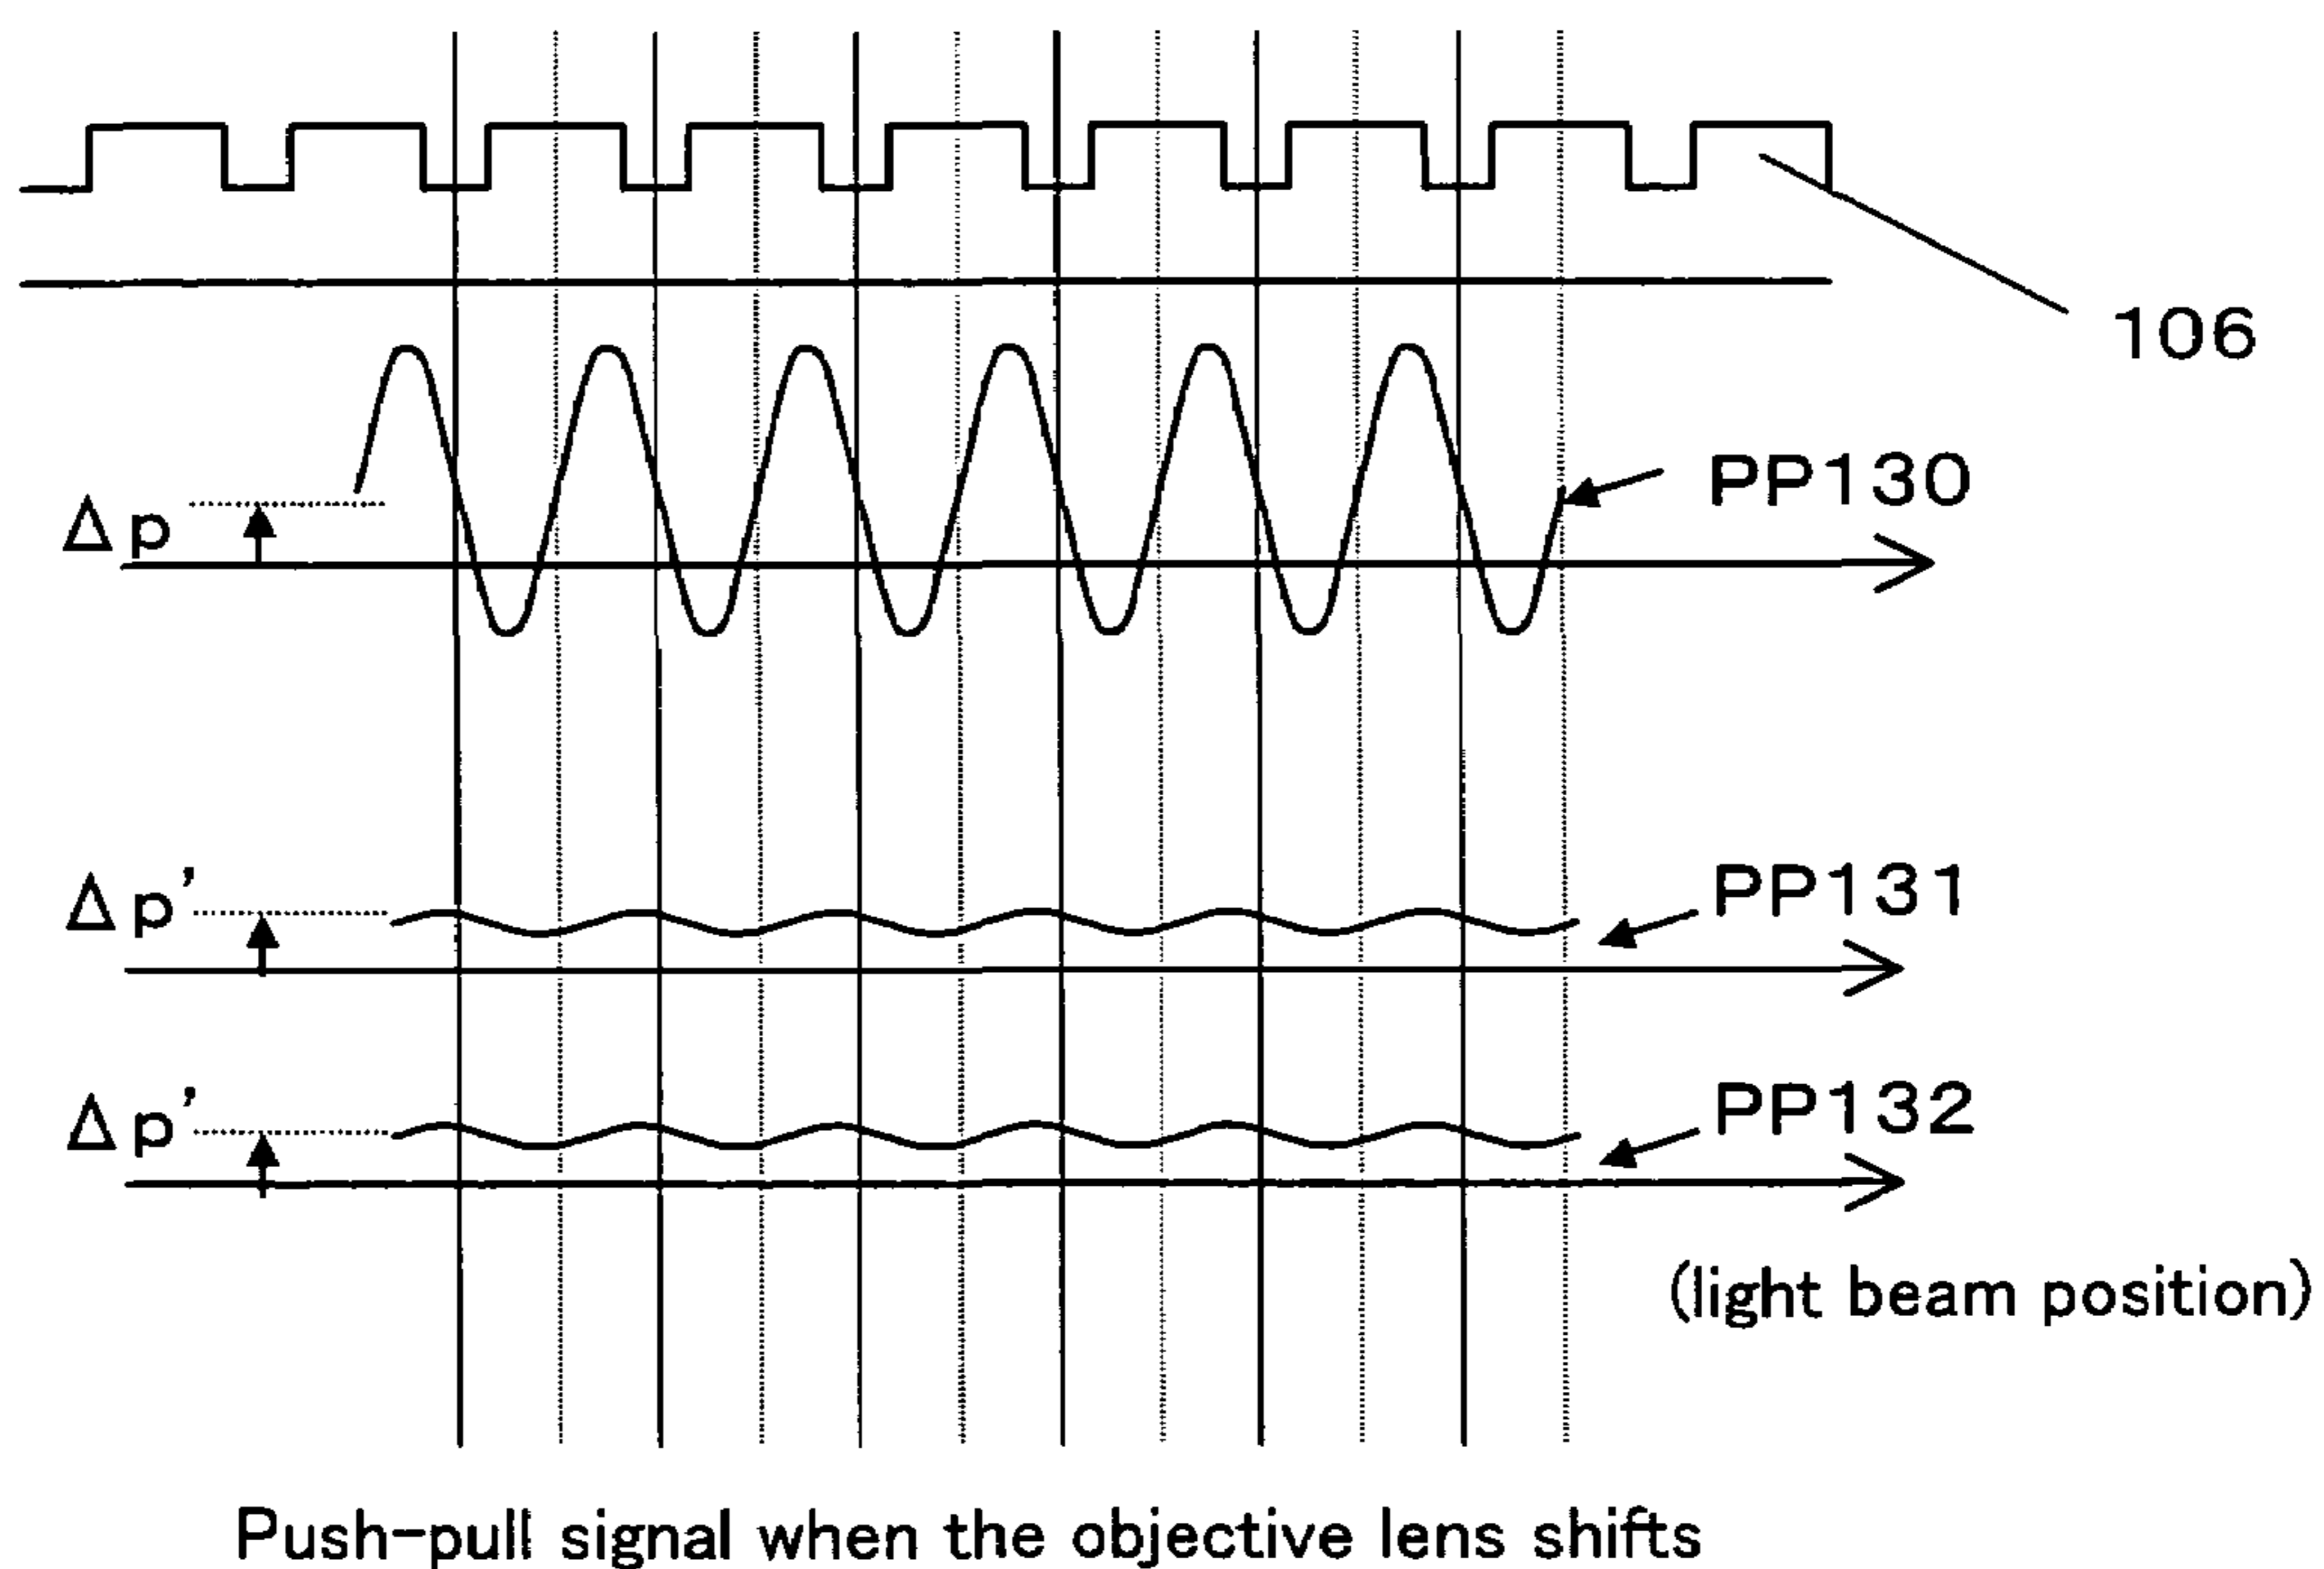 106
PP130
Δp
PP131
Δp'
PP132
Δp'
(light beam position)
Push-pull signal when the objective lens shifts